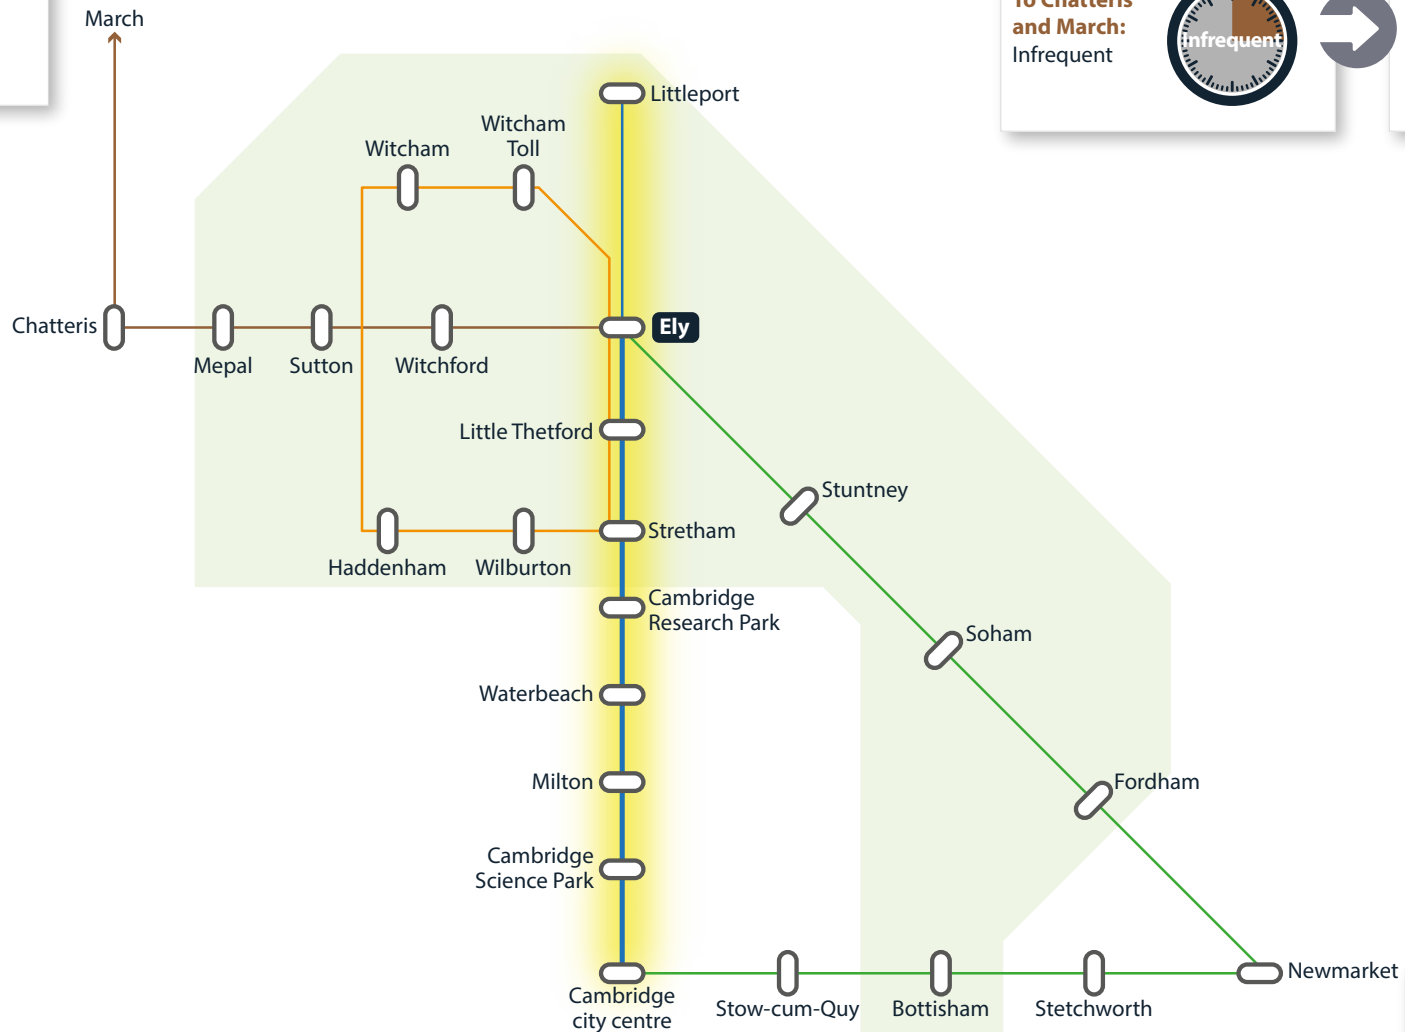 To Chatteris
and March:
Infrequent
Infrequent
March
Littleport
Witcham
Toll
Witcham
Chatteris
Ely
Mepal
Sutton
Witchford
Little Thetford
Stuntney
Stretham
Haddenham
Wilburton
Cambridge
Research Park
Soham
Waterbeach
Milton
Fordham
Cambridge
Science Park
Newmarket
Cambridge
city centre
Stow-cum-Quy
Bottisham
Stetchworth